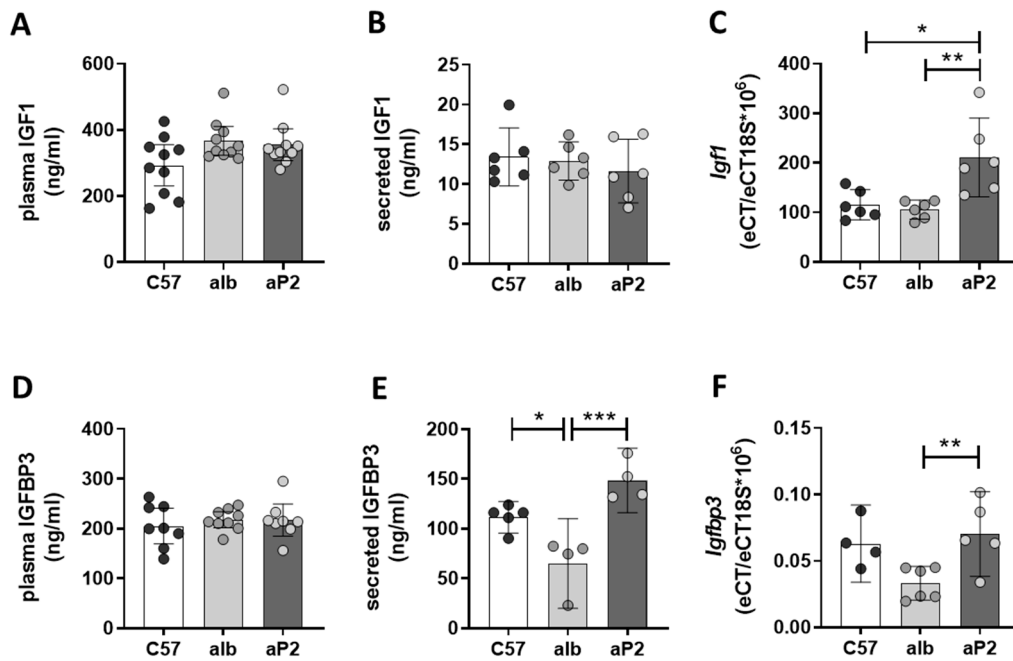 A
plasma IGF1
(ng/ml)
600
400
200
0
C57 alb aP2
B
secreted IGF1
(ng/ml)
25
20
15
10
5
0
C57 alb aP2
C
Igf1
(eCT/eCT18S*10⁶)
* 
**
400
300
200
100
0
C57 alb aP2
D
plasma IGFBP3
(ng/ml)
400
300
200
100
0
C57 alb aP2
E
secreted IGFBP3
(ng/ml)
* ***
200
150
100
50
0
C57 alb aP2
F
Igfbp3
(eCT/eCT18S*10⁶)
**
0.15
0.10
0.05
0.00
C57 alb aP2